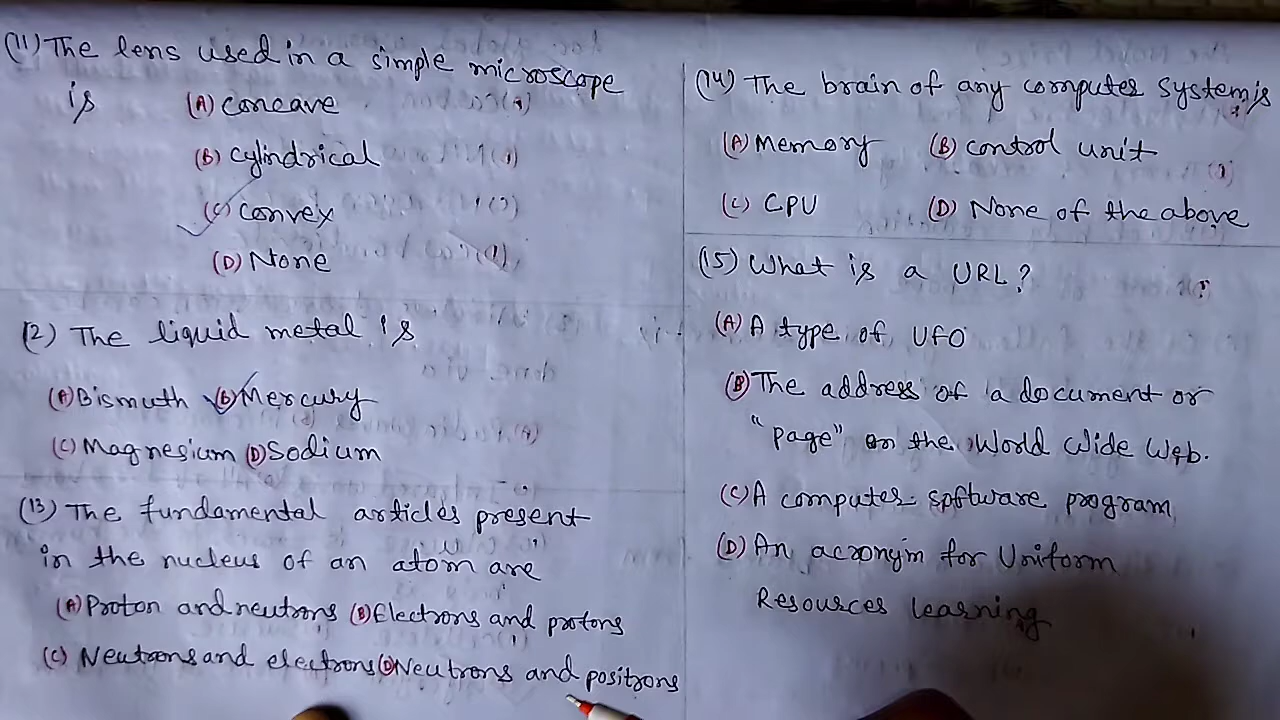 (11) The lens used in a simple microscope
is (A) concave
(B) cylindrical
(C) convex
(D) None
(2) The liquid metal is
(A) Bismuth (B) Mercury
(C) Magnesium (D) Sodium
(13) The fundamental articles present
in the nucleus of an atom are
(A) Proton and neutrons (B) Electrons and protons
(C) Neutrons and electrons (D) Neutrons and positrons
(14) The brain of any computer system is
(A) Memory (B) control unit
(C) CPU (D) None of the above
(15) What is a URL?
(A) A type of UFO
(B) The address of a document or
"page" on the World Wide Web.
(C) A computer software program
(D) An acronym for Uniform
Resources learning